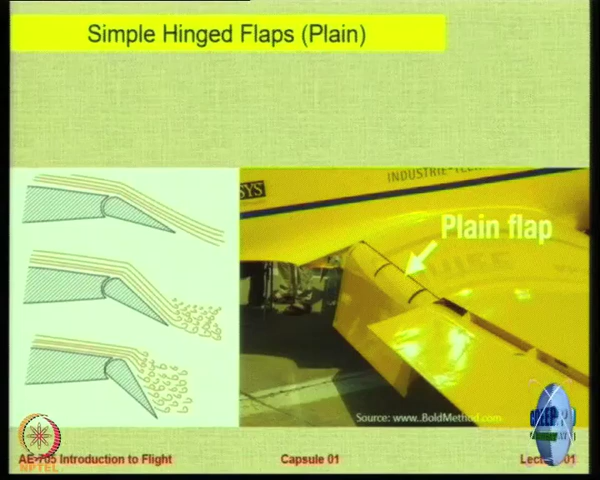 Simple Hinged Flaps (Plain)
SYS
INDUSTRIE-TE
Plain flap
Source: www..BoldMethod.com
AE-705 Introduction to Flight
Capsule 01
NPTEL